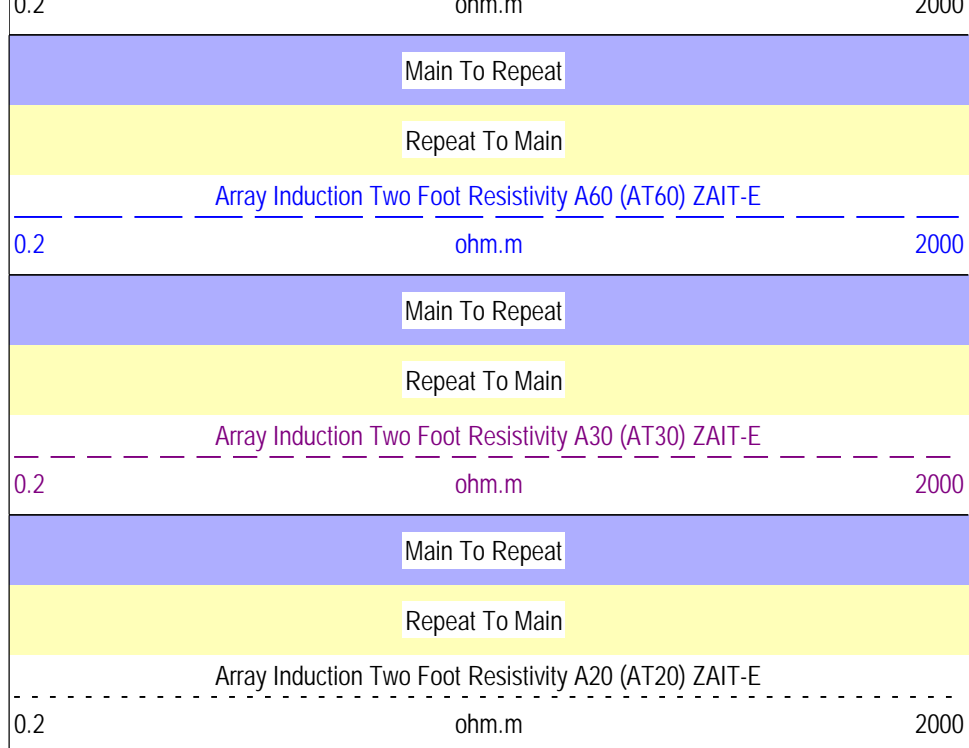 0.2 ohm.m 2000
Main To Repeat
Repeat To Main
Array Induction Two Foot Resistivity A60 (AT60) ZAIT-E
0.2 ohm.m 2000
Main To Repeat
Repeat To Main
Array Induction Two Foot Resistivity A30 (AT30) ZAIT-E
0.2 ohm.m 2000
Main To Repeat
Repeat To Main
Array Induction Two Foot Resistivity A20 (AT20) ZAIT-E
0.2 ohm.m 2000